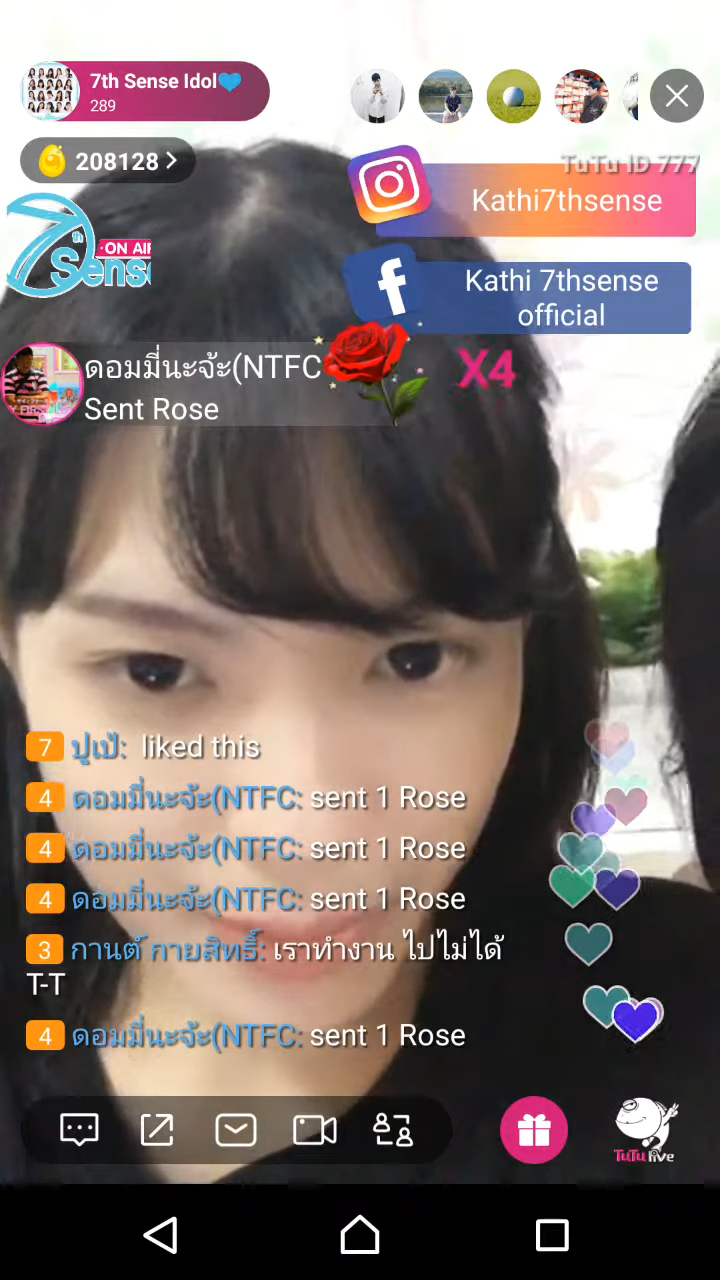 7th Sense Idol💙
289
208128 >
TuTu ID 777
Kathi7thsense
7th Sense
·ON AIR
Kathi 7thsense
official
ดอมมี่นะจ้ะ(NTFC
X4
Sent Rose
7 ปูเป้: liked this
4 ดอมมี่นะจ้ะ(NTFC: sent 1 Rose
4 ดอมมี่นะจ้ะ(NTFC: sent 1 Rose
4 ดอมมี่นะจ้ะ(NTFC: sent 1 Rose
3 กานต์ กายสิทธิ์: เราทำงาน ไปไม่ได้
T-T
4 ดอมมี่นะจ้ะ(NTFC: sent 1 Rose
TuTu live